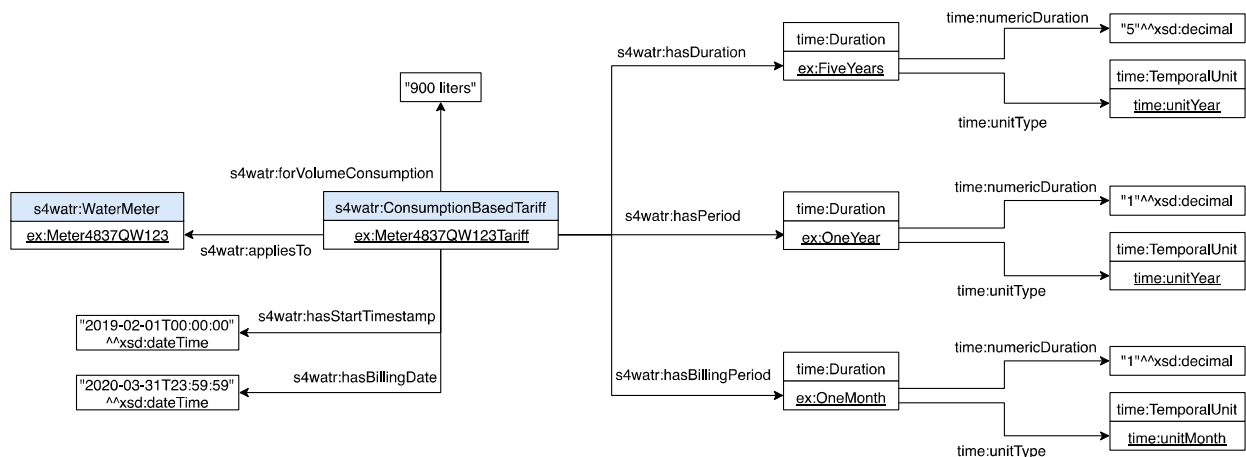 time:numericDuration
"5"^^xsd:decimal
time:Duration
s4watr:hasDuration
ex:FiveYears
time:TemporalUnit
time:unitYear
time:unitType
"900 liters"
s4watr:forVolumeConsumption
time:numericDuration
"1"^^xsd:decimal
s4watr:WaterMeter
s4watr:ConsumptionBasedTariff
s4watr:hasPeriod
time:Duration
ex:Meter4837QW123
ex:Meter4837QW123Tariff
ex:OneYear
s4watr:appliesTo
time:TemporalUnit
time:unitYear
time:unitType
"2019-02-01T00:00:00"
^^xsd:dateTime
s4watr:hasStartTimestamp
time:numericDuration
"1"^^xsd:decimal
"2020-03-31T23:59:59"
^^xsd:dateTime
s4watr:hasBillingDate
s4watr:hasBillingPeriod
time:Duration
ex:OneMonth
time:TemporalUnit
time:unitMonth
time:unitType